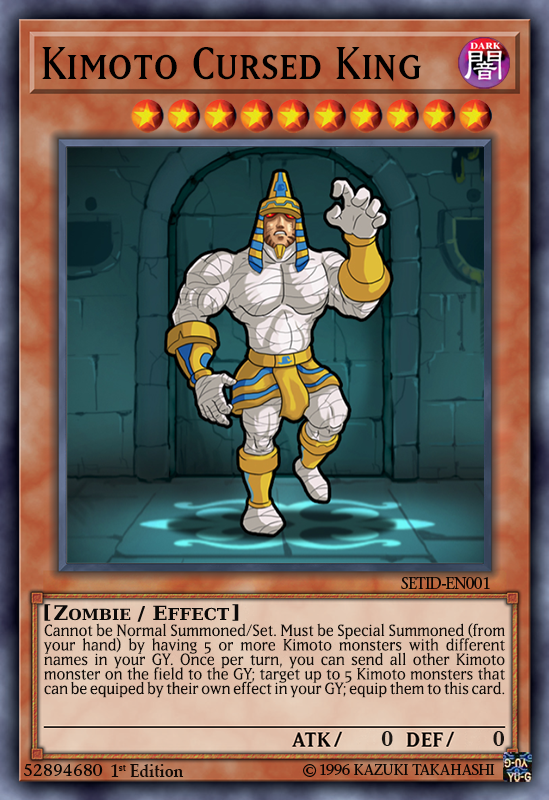 KIMOTO CURSED KING
DARK
闇
SETID-EN001
[ZOMBIE / EFFECT]
Cannot be Normal Summoned/Set. Must be Special Summoned (from
your hand) by having 5 or more Kimoto monsters with different
names in your GY. Once per turn, you can send all other Kimoto
monster on the field to the GY; target up to 5 Kimoto monsters that
can be equiped by their own effect in your GY; equip them to this card.
ATK/ 0 DEF/ 0
52894680 1st Edition © 1996 KAZUKI TAKAHASHI
YU-G
YU-G